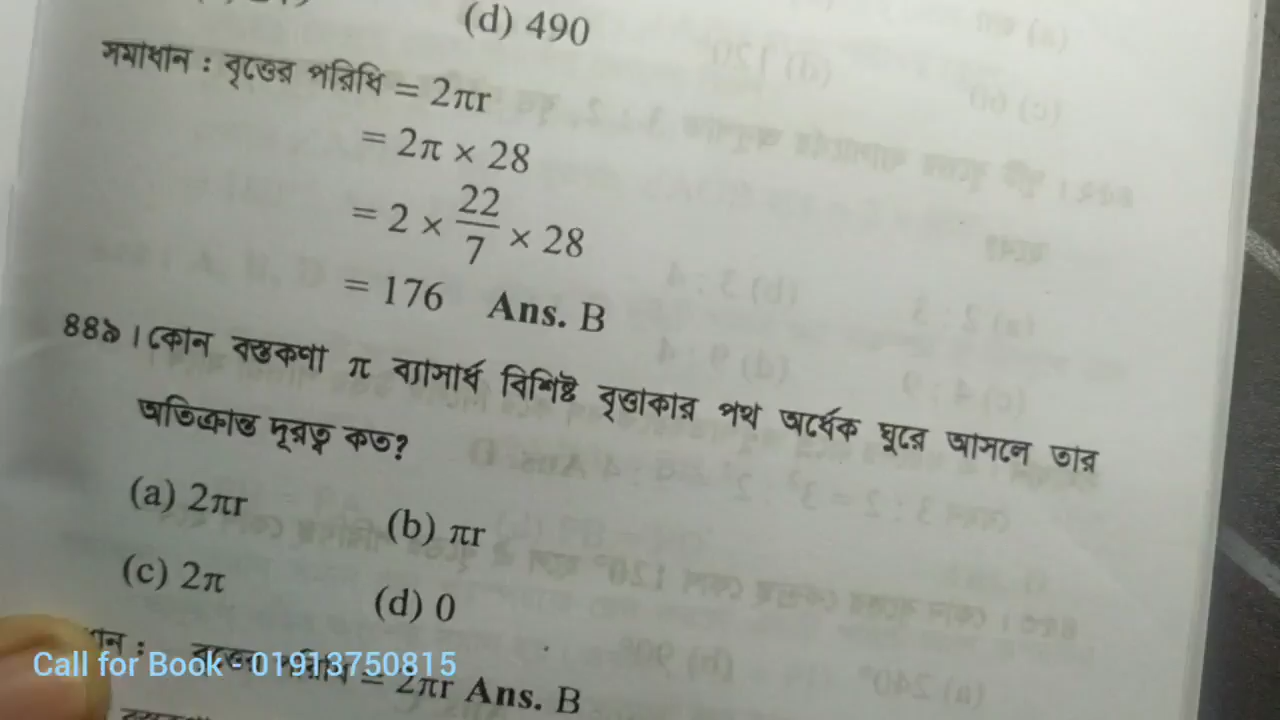 (d) 490
সমাধান : বৃত্তের পরিধি = 2πr
= 2π × 28
= 2 × 22/7 × 28
= 176 Ans. B
৪৪৯। কোন বস্তুকণা π ব্যাসার্ধ বিশিষ্ট বৃত্তাকার পথ অর্ধেক ঘুরে আসলে তার
অতিক্রান্ত দূরত্ব কত?
(a) 2πr (b) πr
(c) 2π (d) 0
বৃত্তের পরিধি = 2πr Ans. B
Call for Book - 01913750815